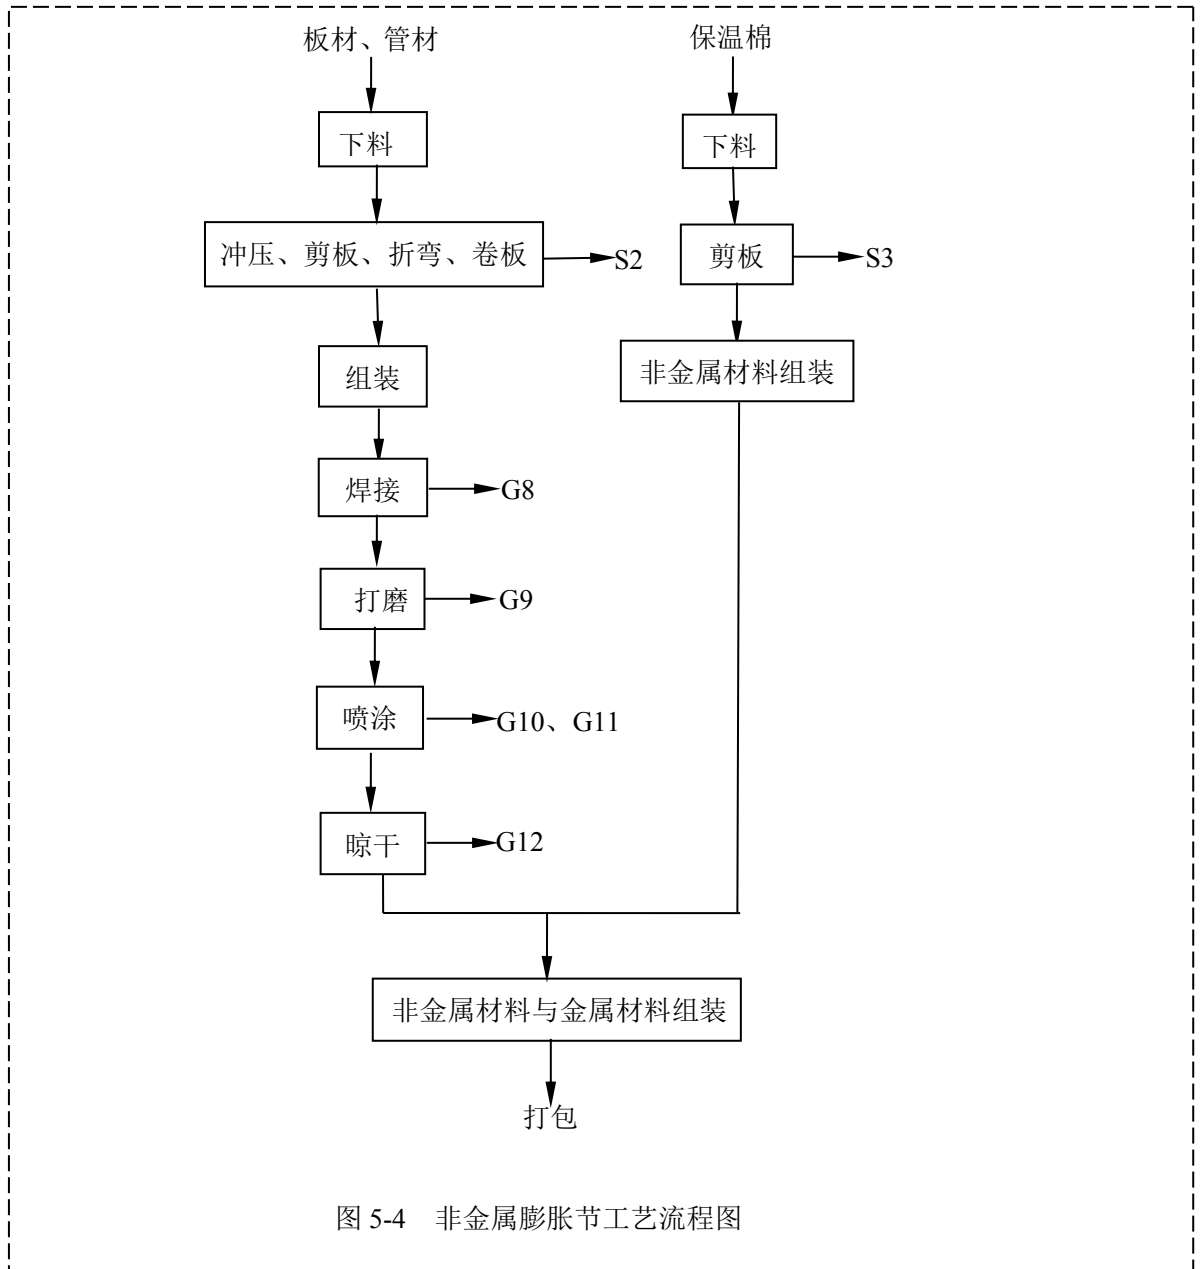 板材、管材
保温棉
下料
下料
冲压、剪板、折弯、卷板
S2
剪板
S3
组装
非金属材料组装
焊接
G8
打磨
G9
喷涂
G10、G11
晾干
G12
非金属材料与金属材料组装
打包
图 5-4 非金属膨胀节工艺流程图